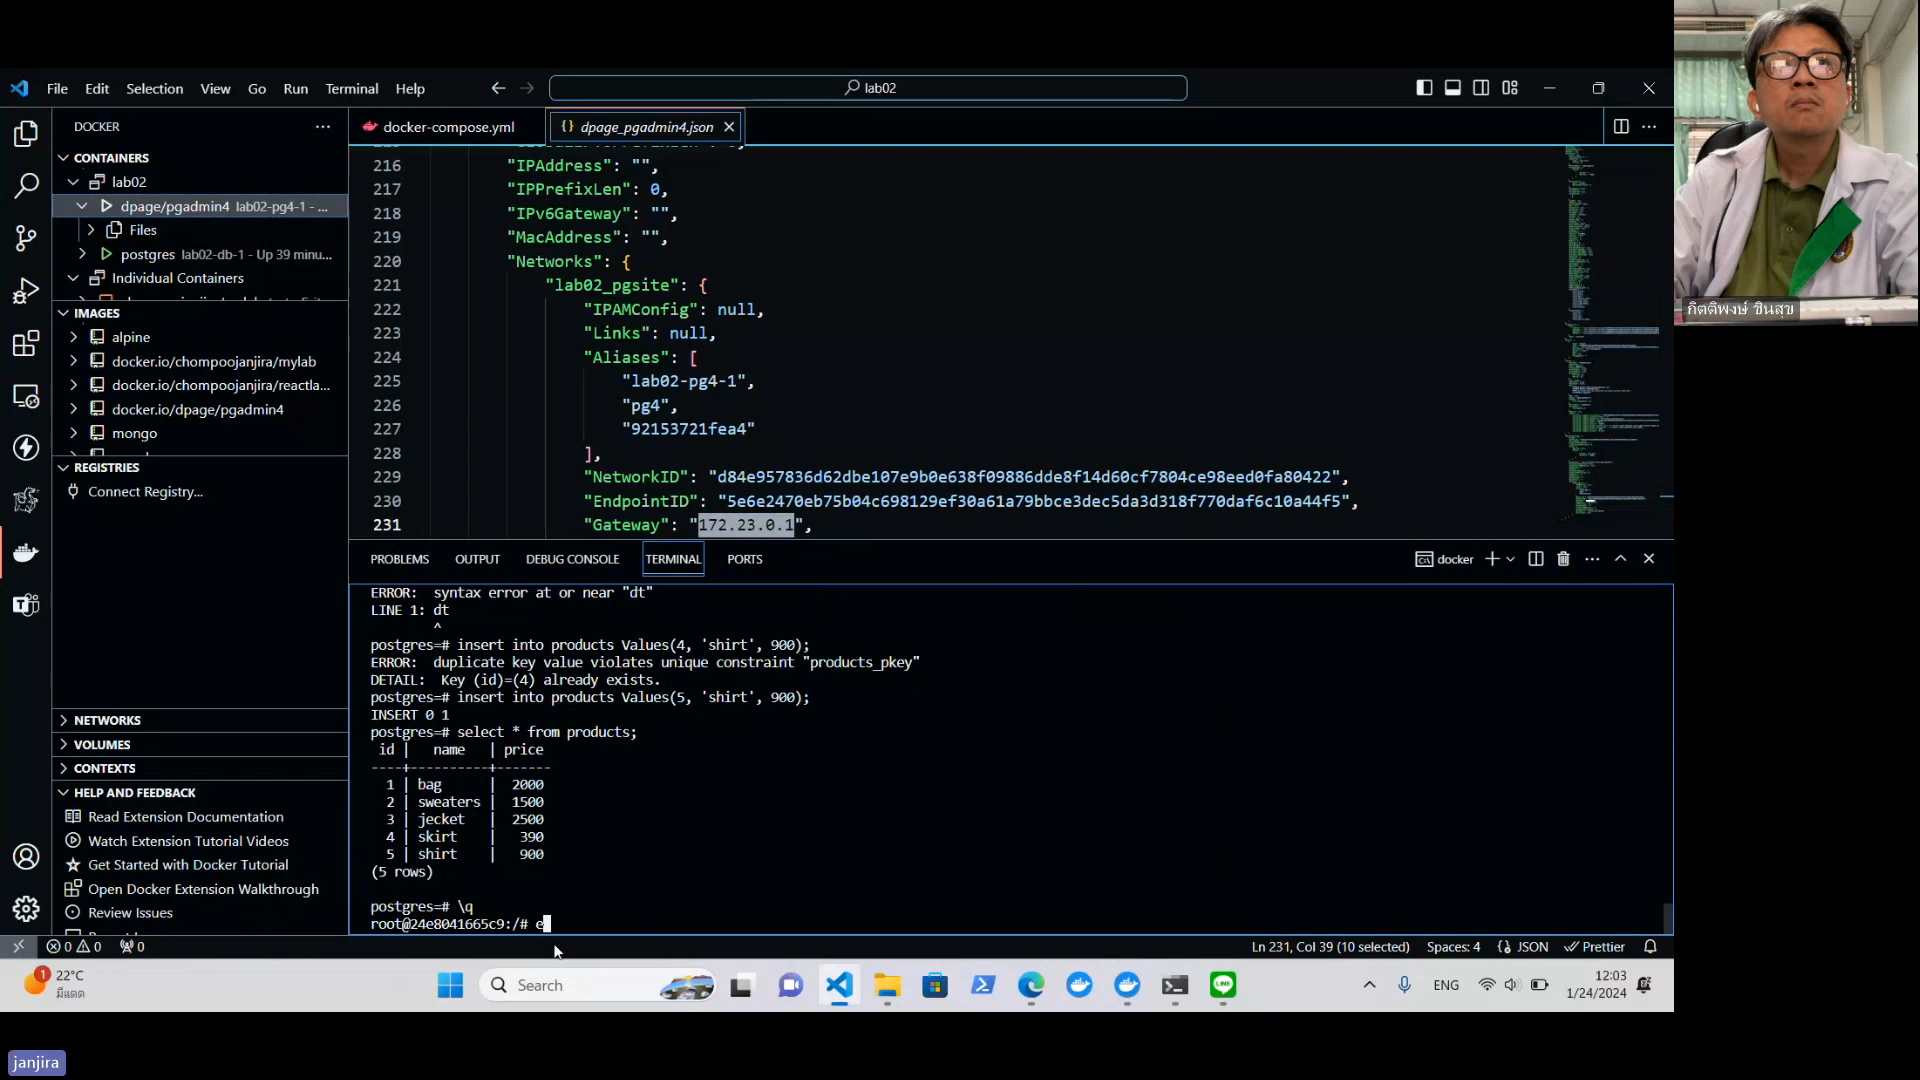 File Edit Selection View Go Run Terminal Help
lab02
DOCKER
docker-compose.yml
{} dpage_pgadmin4.json
CONTAINERS
lab02
dpage/pgadmin4 lab02-pg4-1 - ...
Files
postgres lab02-db-1 - Up 39 minu...
Individual Containers
IMAGES
alpine
docker.io/chompoojanjira/mylab
docker.io/chompoojanjira/reactla...
docker.io/dpage/pgadmin4
mongo
REGISTRIES
Connect Registry...
NETWORKS
VOLUMES
CONTEXTS
HELP AND FEEDBACK
Read Extension Documentation
Watch Extension Tutorial Videos
Get Started with Docker Tutorial
Open Docker Extension Walkthrough
Review Issues
216 "IPAddress": "",
217 "IPPrefixLen": 0,
218 "IPv6Gateway": "",
219 "MacAddress": "",
220 "Networks": {
221 "lab02_pgsite": {
222 "IPAMConfig": null,
223 "Links": null,
224 "Aliases": [
225 "lab02-pg4-1",
226 "pg4",
227 "92153721fea4"
228 ],
229 "NetworkID": "d84e957836d62dbe107e9b0e638f09886dde8f14d60cf7804ce98eed0fa80422",
230 "EndpointID": "5e6e2470eb75b04c698129ef30a61a79bbce3dec5da3d318f770daf6c10a44f5",
231 "Gateway": "172.23.0.1",
PROBLEMS OUTPUT DEBUG CONSOLE TERMINAL PORTS
docker
ERROR:  syntax error at or near "dt"
LINE 1: dt
^
postgres=# insert into products Values(4, 'shirt', 900);
ERROR:  duplicate key value violates unique constraint "products_pkey"
DETAIL:  Key (id)=(4) already exists.
postgres=# insert into products Values(5, 'shirt', 900);
INSERT 0 1
postgres=# select * from products;
id | name | price
----+----------+-------
1 | bag | 2000
2 | sweaters | 1500
3 | jecket | 2500
4 | skirt | 390
5 | shirt | 900
(5 rows)
postgres=# \q
root@24e8041665c9:/# e
0 0 0
Ln 231, Col 39 (10 selected) Spaces: 4 {} JSON Prettier
1
22°C
มีแดด
Search
LINE
ENG
12:03
1/24/2024
กิตติพงษ์ ชินสุข
janjira